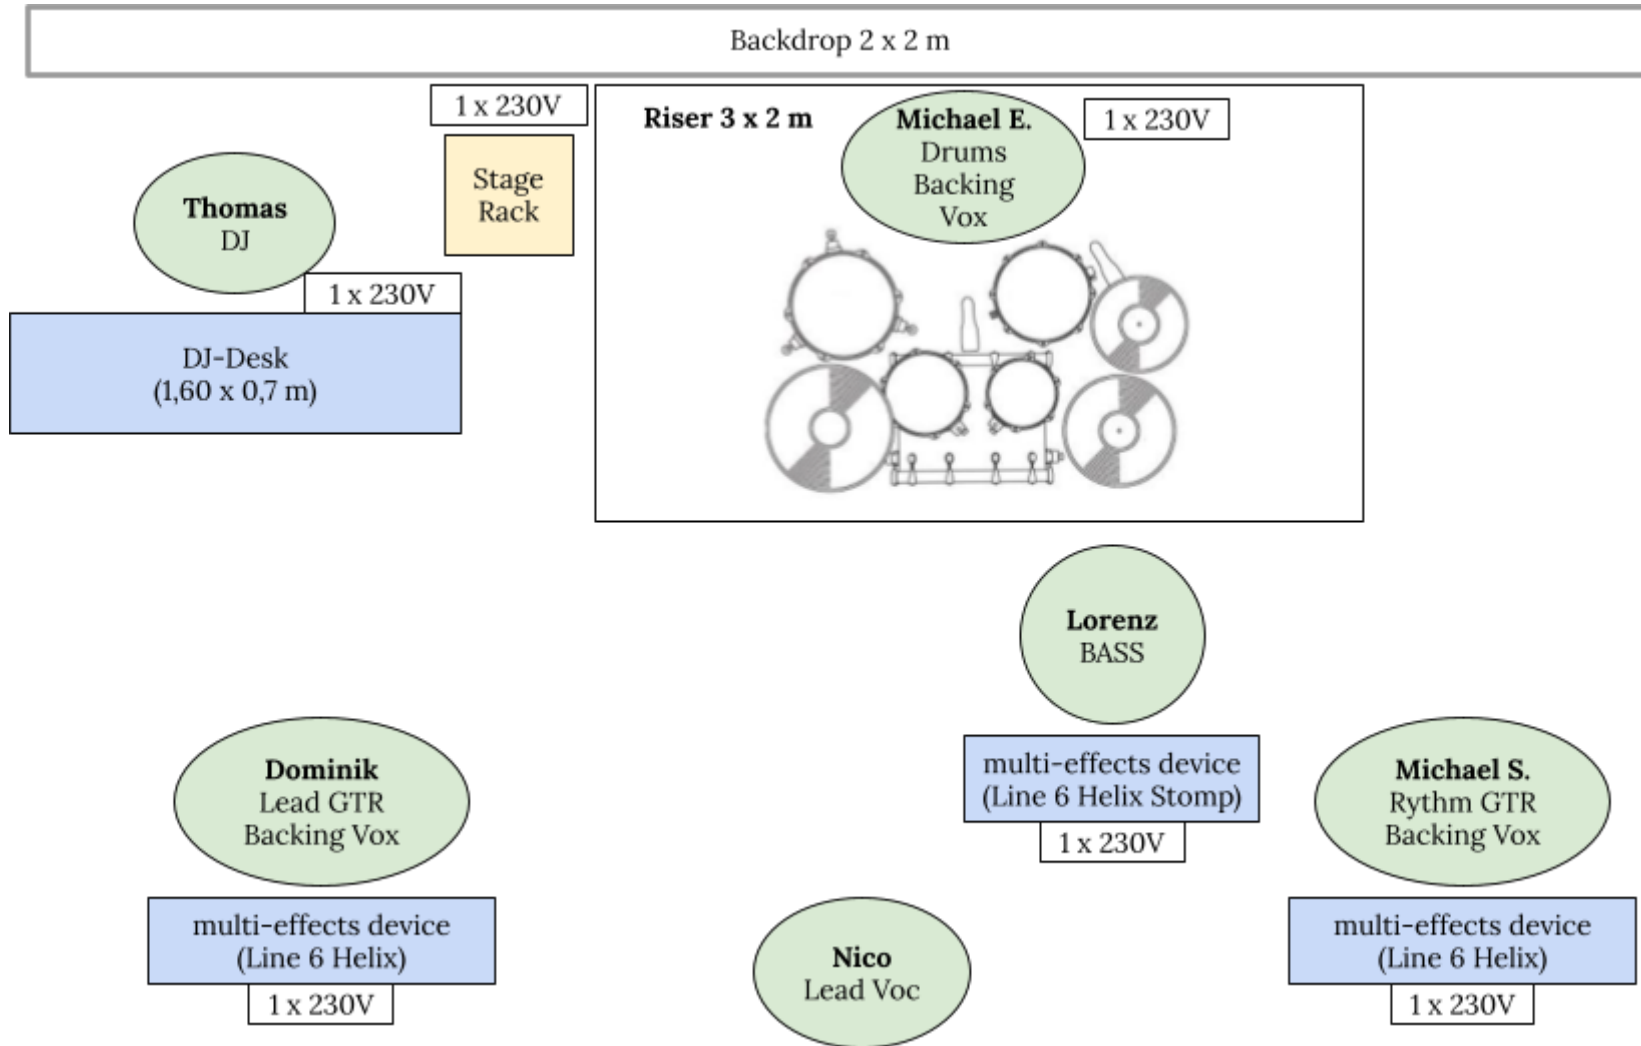 Backdrop 2 x 2 m
1 x 230V
Riser 3 x 2 m
Michael E.
Drums
Backing
Vox
1 x 230V
Stage
Rack
Thomas
DJ
1 x 230V
DJ-Desk
(1,60 x 0,7 m)
Lorenz
BASS
multi-effects device
(Line 6 Helix Stomp)
1 x 230V
Dominik
Lead GTR
Backing Vox
multi-effects device
(Line 6 Helix)
1 x 230V
Nico
Lead Voc
Michael S.
Rythm GTR
Backing Vox
multi-effects device
(Line 6 Helix)
1 x 230V